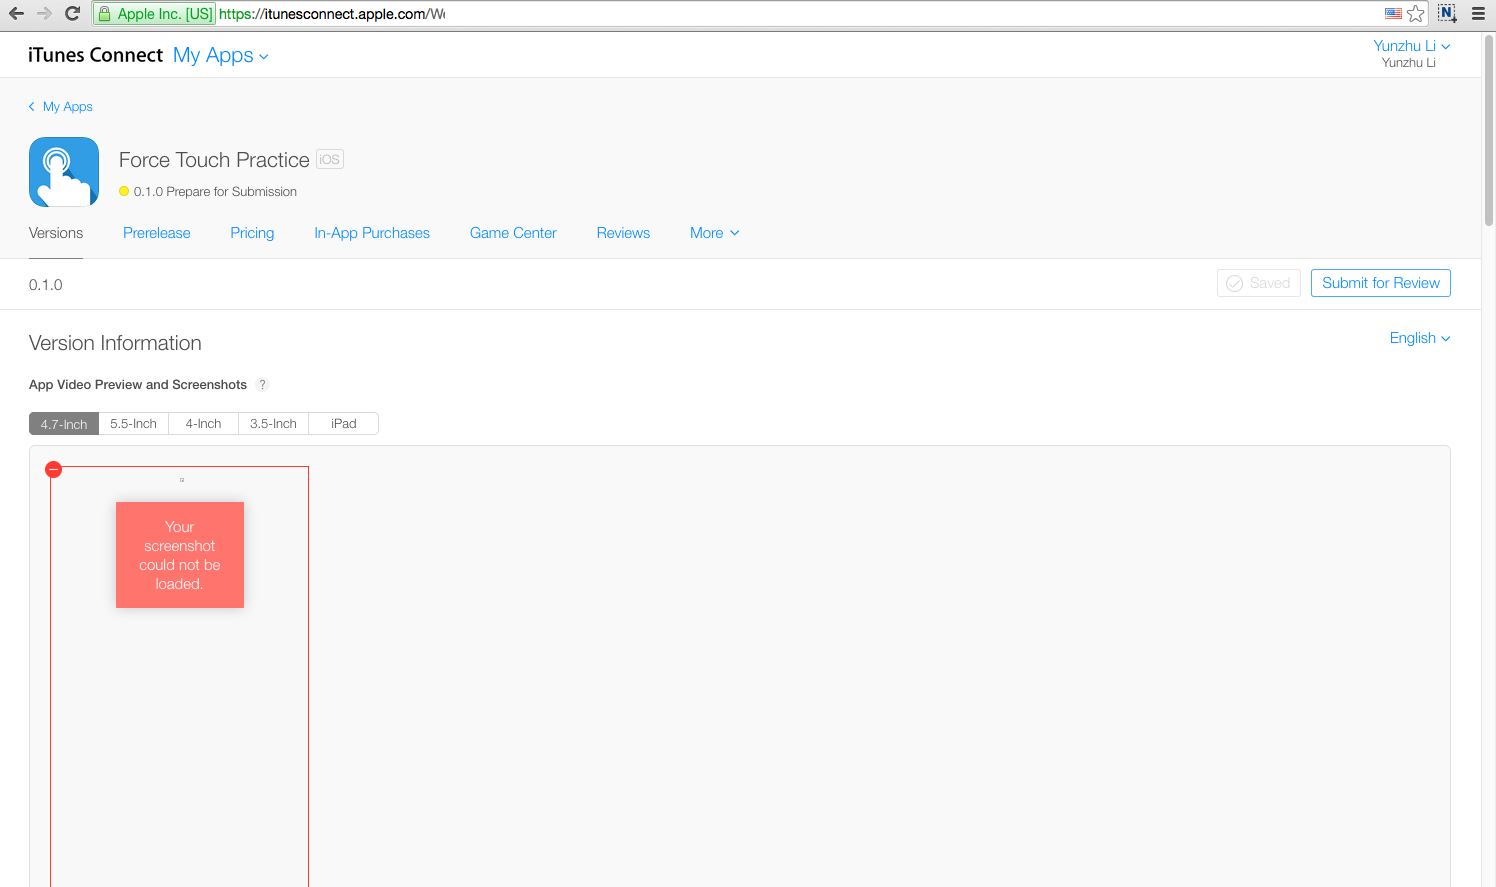 Apple Inc. [US] https://itunesconnect.apple.com/W
iTunes Connect My Apps
Yunzhu Li
Yunzhu Li
My Apps
Force Touch Practice iOS
0.1.0 Prepare for Submission
Versions Prerelease Pricing In-App Purchases Game Center Reviews More
0.1.0 Saved Submit for Review
Version Information English
App Video Preview and Screenshots ?
4.7-Inch 5.5-Inch 4-Inch 3.5-Inch iPad
Your
screenshot
could not be
loaded.